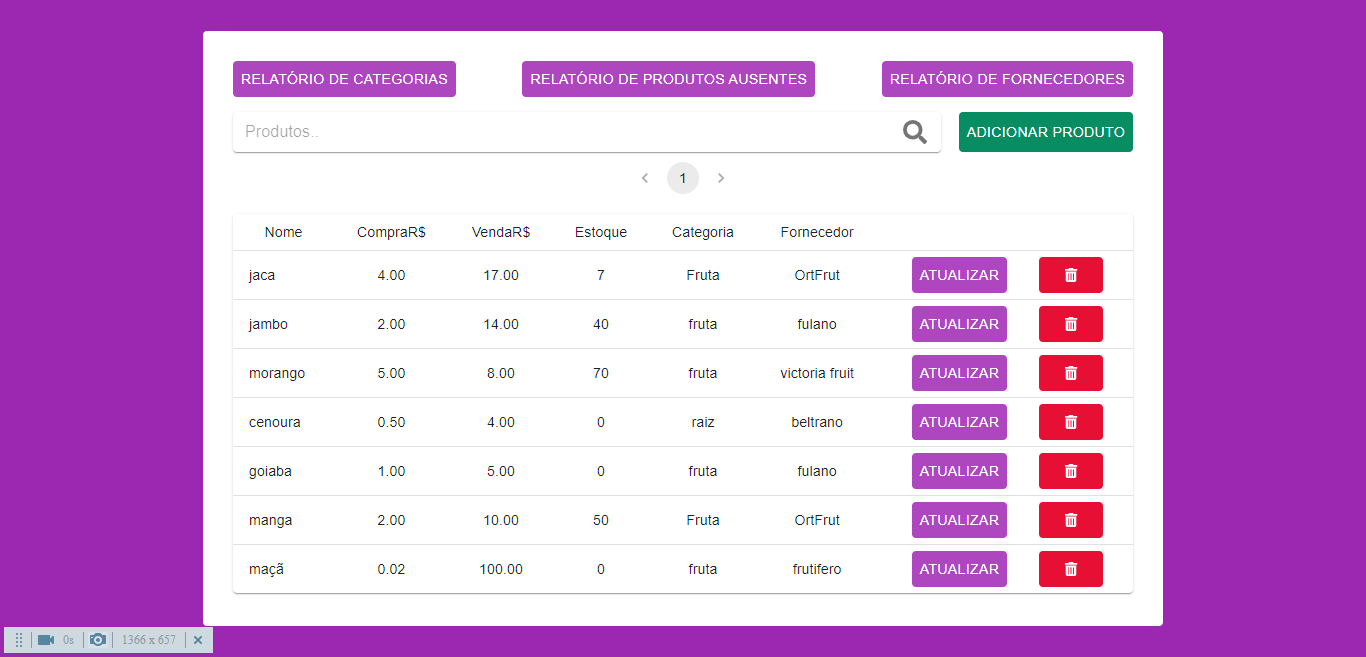 RELATÓRIO DE CATEGORIAS RELATÓRIO DE PRODUTOS AUSENTES RELATÓRIO DE FORNECEDORES
Produtos.. ADICIONAR PRODUTO
1
Nome CompraR$ VendaR$ Estoque Categoria Fornecedor
jaca 4.00 17.00 7 Fruta OrtFrut ATUALIZAR
jambo 2.00 14.00 40 fruta fulano ATUALIZAR
morango 5.00 8.00 70 fruta victoria fruit ATUALIZAR
cenoura 0.50 4.00 0 raiz beltrano ATUALIZAR
goiaba 1.00 5.00 0 fruta fulano ATUALIZAR
manga 2.00 10.00 50 Fruta OrtFrut ATUALIZAR
maçã 0.02 100.00 0 fruta frutifero ATUALIZAR
0s 1366 x 657